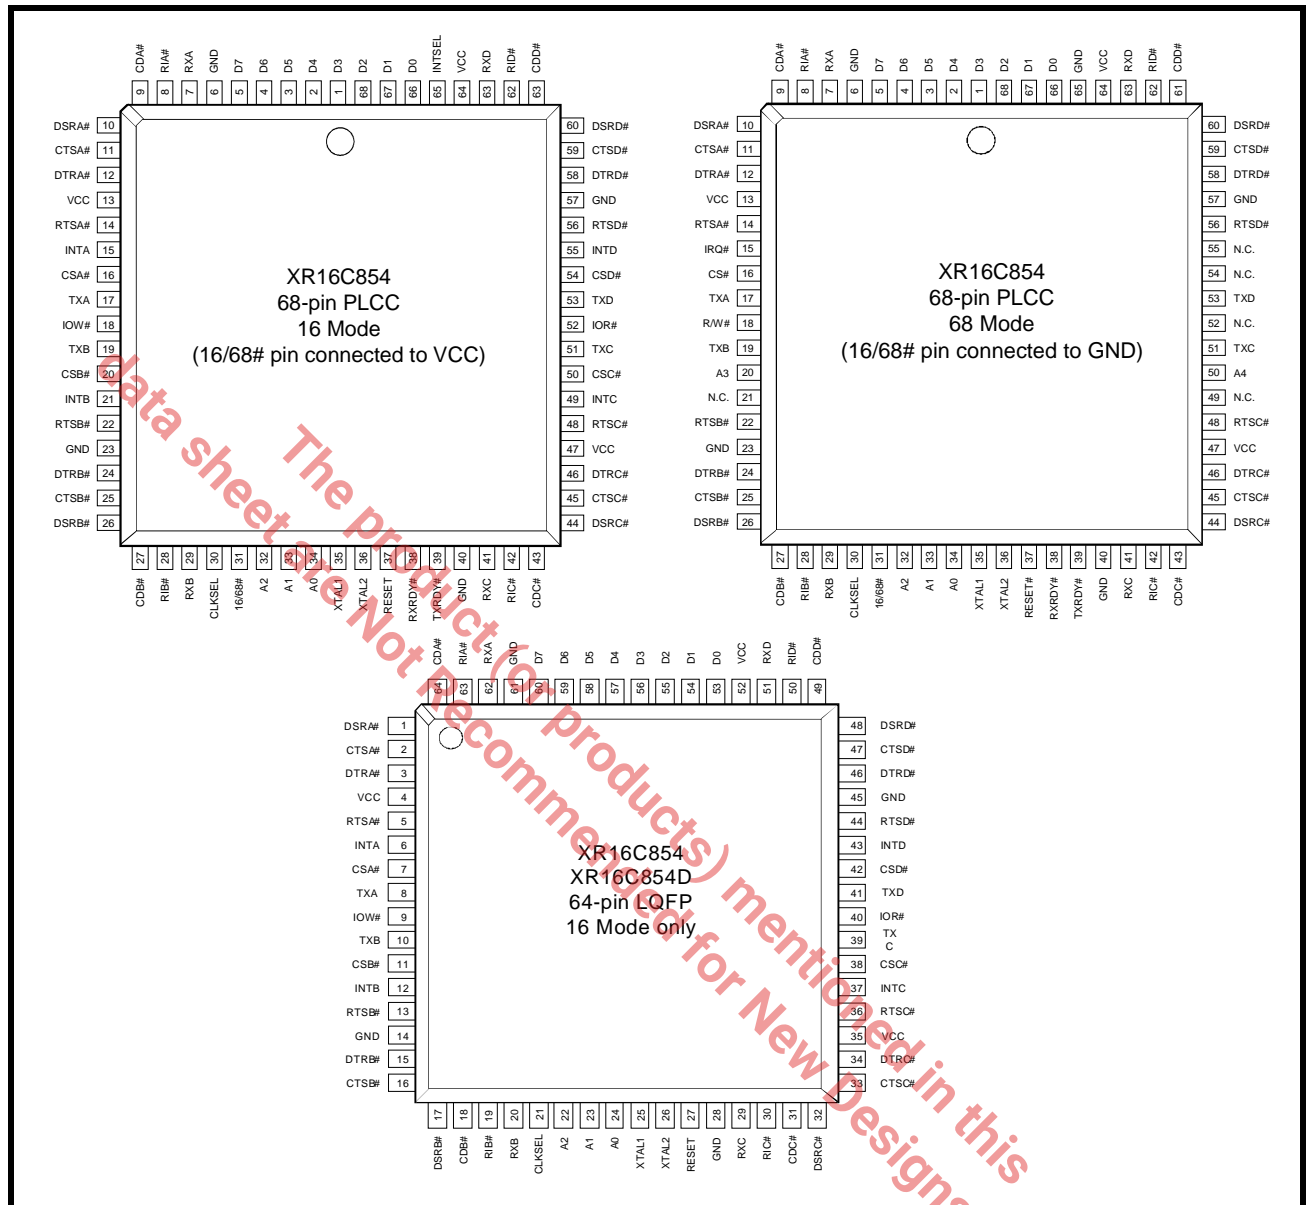 CDA# RIA# RXA GND D7 D6 D5 D4 D3 D2 D1 D0 INTSEL VCC RXD RID# CDD#
9 8 7 6 5 4 3 2 1 68 67 66 65 64 63 62 63
DSRA# 10
CTSA# 11
DTRA# 12
VCC 13
RTSA# 14
INTA 15
CSA# 16
TXA 17
IOW# 18
TXB 19
CSB# 20
INTB 21
RTSB# 22
GND 23
DTRB# 24
CTSB# 25
DSRB# 26
XR16C854
68-pin PLCC
16 Mode
(16/68# pin connected to VCC)
60 DSRD#
59 CTSD#
58 DTRD#
57 GND
56 RTSD#
55 INTD
54 CSD#
53 TXD
52 IOR#
51 TXC
50 CSC#
49 INTC
48 RTSC#
47 VCC
46 DTRC#
45 CTSC#
44 DSRC#
27 28 29 30 31 32 33 34 35 36 37 38 39 40 41 42 43
CDB# RIB# RXB CLKSEL 16/68# A2 A1 A0 XTAL1 XTAL2 RESET RXRDY# TXRDY# GND RXC RIC# CDC#
CDA# RIA# RXA GND D7 D6 D5 D4 D3 D2 D1 D0 GND VCC RXD RID# CDD#
9 8 7 6 5 4 3 2 1 68 67 66 65 64 63 62 61
DSRA# 10
CTSA# 11
DTRA# 12
VCC 13
RTSA# 14
IRQ# 15
CS# 16
TXA 17
R/W# 18
TXB 19
A3 20
N.C. 21
RTSB# 22
GND 23
DTRB# 24
CTSB# 25
DSRB# 26
XR16C854
68-pin PLCC
68 Mode
(16/68# pin connected to GND)
60 DSRD#
59 CTSD#
58 DTRD#
57 GND
56 RTSD#
55 N.C.
54 N.C.
53 TXD
52 N.C.
51 TXC
50 A4
49 N.C.
48 RTSC#
47 VCC
46 DTRC#
45 CTSC#
44 DSRC#
27 28 29 30 31 32 33 34 35 36 37 38 39 40 41 42 43
CDB# RIB# RXB CLKSEL 16/68# A2 A1 A0 XTAL1 XTAL2 RESET# RXRDY# TXRDY# GND RXC RIC# CDC#
CDA# RIA# RXA GND D7 D6 D5 D4 D3 D2 D1 D0 VCC RXD RID# CDD#
64 63 62 61 60 59 58 57 56 55 54 53 52 51 50 49
DSRA# 1
CTSA# 2
DTRA# 3
VCC 4
RTSA# 5
INTA 6
CSA# 7
TXA 8
IOW# 9
TXB 10
CSB# 11
INTB 12
RTSB# 13
GND 14
DTRB# 15
CTSB# 16
XR16C854
XR16C854D
64-pin LQFP
16 Mode only
48 DSRD#
47 CTSD#
46 DTRD#
45 GND
44 RTSD#
43 INTD
42 CSD#
41 TXD
40 IOR#
39 TX
C
38 CSC#
37 INTC
36 RTSC#
35 VCC
34 DTRC#
33 CTSC#
17 18 19 20 21 22 23 24 25 26 27 28 29 30 31 32
DSRB# CDB# RIB# RXB CLKSEL A2 A1 A0 XTAL1 XTAL2 RESET GND RXC RIC# CDC# DSRC#
The product (or products) mentioned in this
data sheet are Not Recommended for New Designs